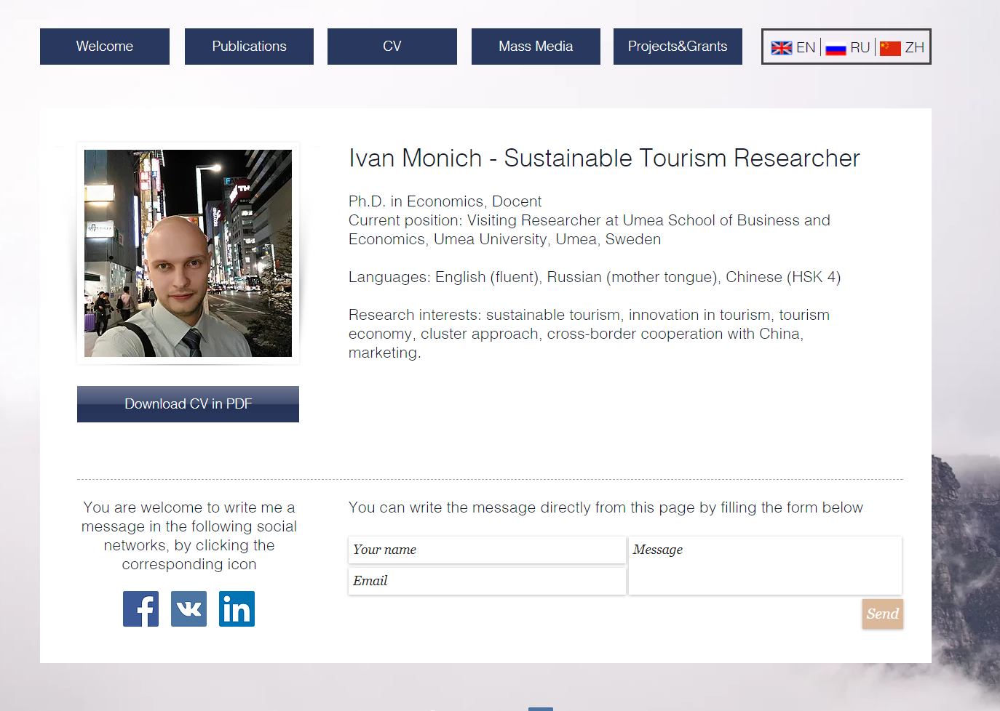 Welcome
Publications
CV
Mass Media
Projects&Grants
EN
RU
ZH
Ivan Monich - Sustainable Tourism Researcher
Ph.D. in Economics, Docent
Current position: Visiting Researcher at Umea School of Business and
Economics, Umea University, Umea, Sweden
Languages: English (fluent), Russian (mother tongue), Chinese (HSK 4)
Research interests: sustainable tourism, innovation in tourism, tourism
economy, cluster approach, cross-border cooperation with China,
marketing.
Download CV in PDF
You are welcome to write me a
message in the following social
networks, by clicking the
corresponding icon
You can write the message directly from this page by filling the form below
Your name
Message
Email
Send